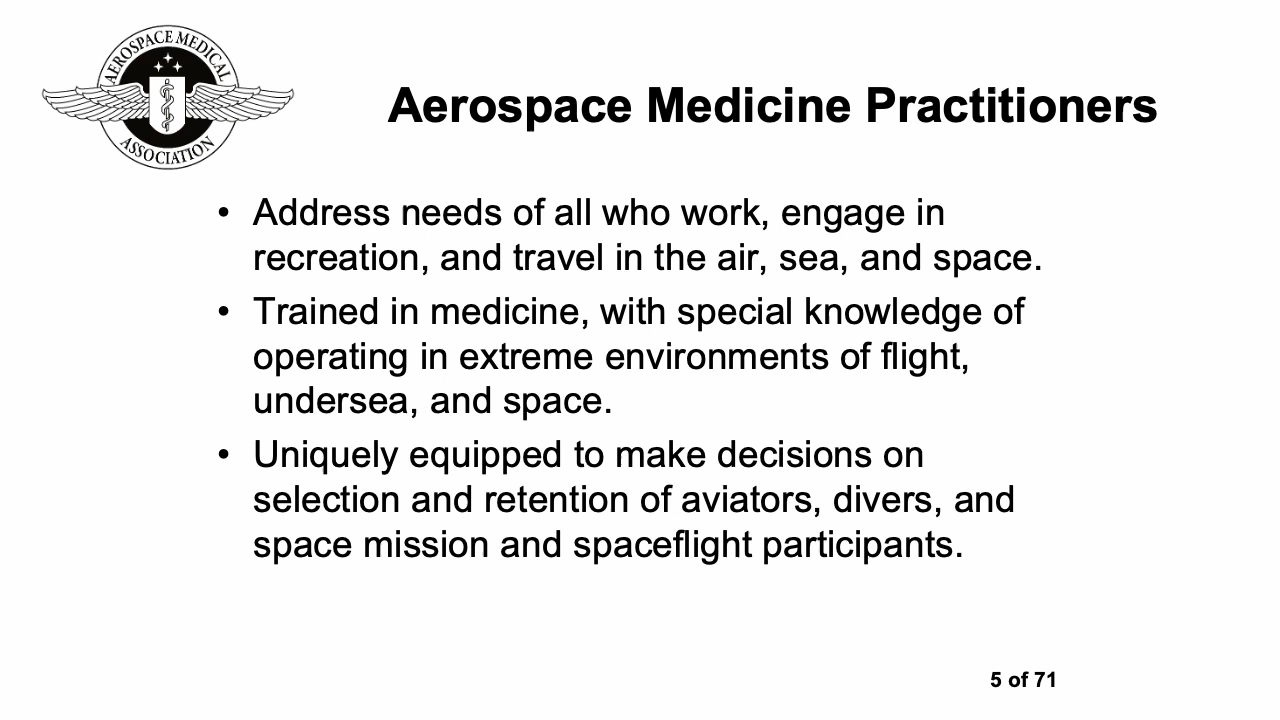 AEROSPACE MEDICAL
ASSOCIATION
Aerospace Medicine Practitioners
• Address needs of all who work, engage in
recreation, and travel in the air, sea, and space.
• Trained in medicine, with special knowledge of
operating in extreme environments of flight,
undersea, and space.
• Uniquely equipped to make decisions on
selection and retention of aviators, divers, and
space mission and spaceflight participants.
5 of 71